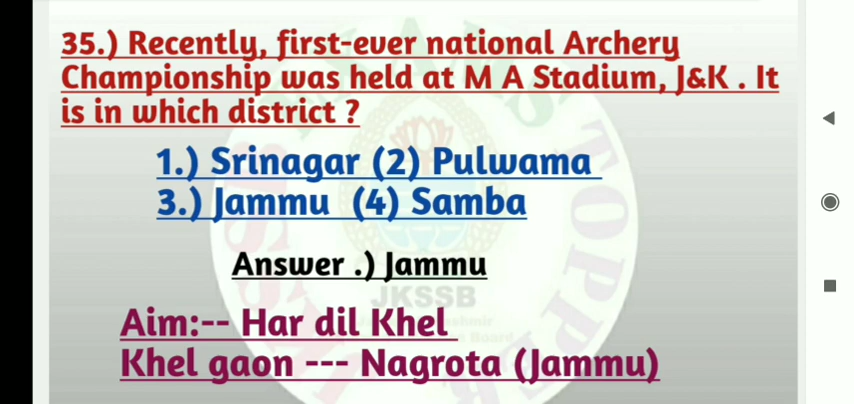 35.) Recently, first-ever national Archery
Championship was held at M A Stadium, J&K . It
is in which district ?
1.) Srinagar (2) Pulwama
3.) Jammu (4) Samba
Answer .) Jammu
JKSSB
Aim:-- Har dil Khel
Khel gaon --- Nagrota (Jammu)